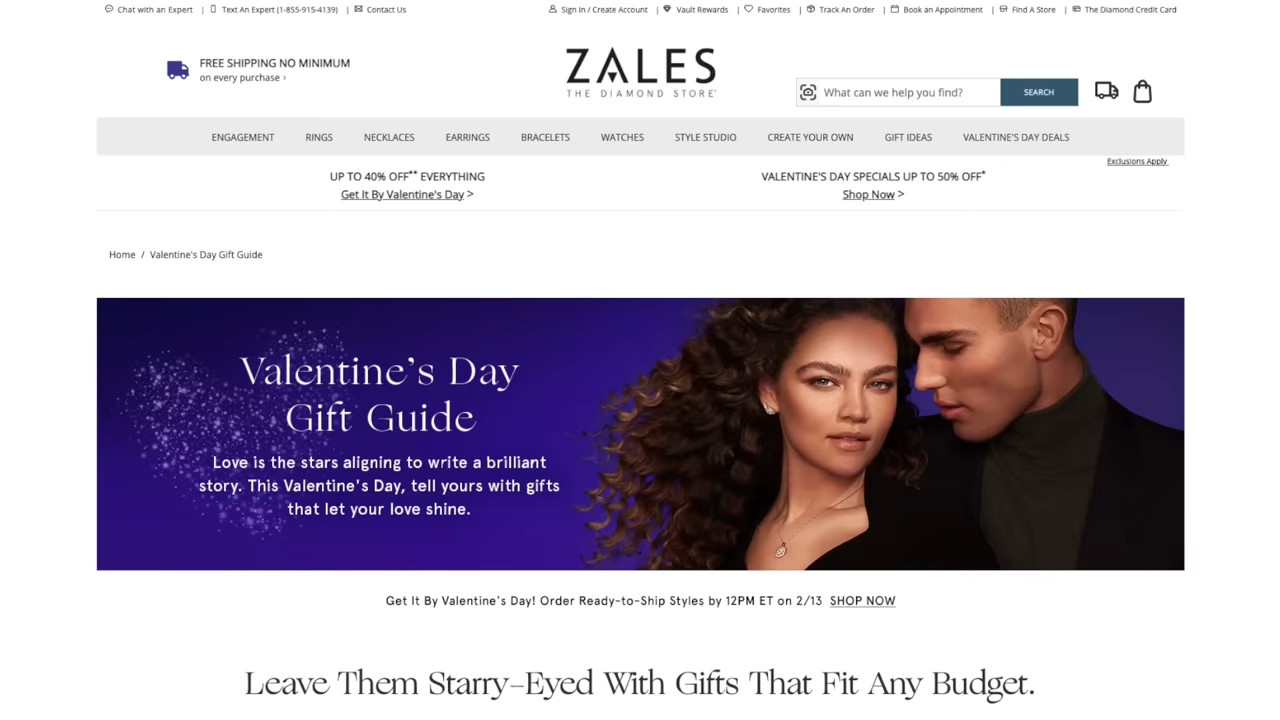 Chat with an Expert | Text An Expert (1-855-915-4139) | Contact Us
Sign In / Create Account | Vault Rewards | Favorites | Track An Order | Book an Appointment | Find A Store | The Diamond Credit Card
FREE SHIPPING NO MINIMUM
on every purchase ›
ZALES
THE DIAMOND STORE
What can we help you find?
SEARCH
ENGAGEMENT RINGS NECKLACES EARRINGS BRACELETS WATCHES STYLE STUDIO CREATE YOUR OWN GIFT IDEAS VALENTINE'S DAY DEALS
Exclusions Apply
UP TO 40% OFF** EVERYTHING
Get It By Valentine's Day >
VALENTINE'S DAY SPECIALS UP TO 50% OFF*
Shop Now >
Home / Valentine's Day Gift Guide
Valentine's Day
Gift Guide
Love is the stars aligning to write a brilliant
story. This Valentine's Day, tell yours with gifts
that let your love shine.
Get It By Valentine's Day! Order Ready-to-Ship Styles by 12PM ET on 2/13 SHOP NOW
Leave Them Starry-Eyed With Gifts That Fit Any Budget.